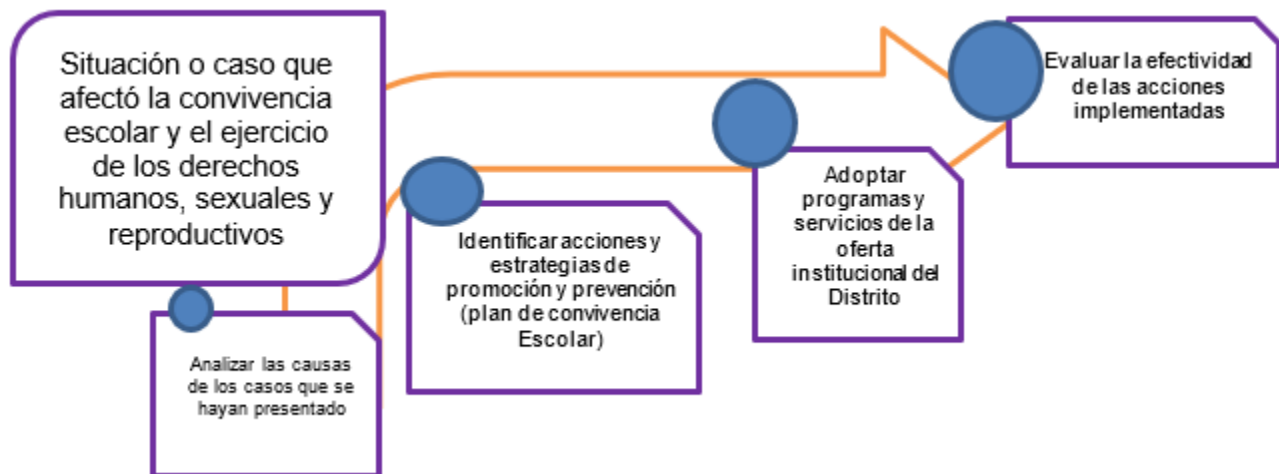 Situación o caso que
afectó la convivencia
escolar y el ejercicio
de los derechos
humanos, sexuales y
reproductivos
Analizar las causas
de los casos que se
hayan presentado
Identificar acciones y
estrategias de
promoción y prevención
(plan de convivencia
Escolar)
Adoptar
programas y
servicios de la
oferta
institucional del
Distrito
Evaluar la efectividad
de las acciones
implementadas